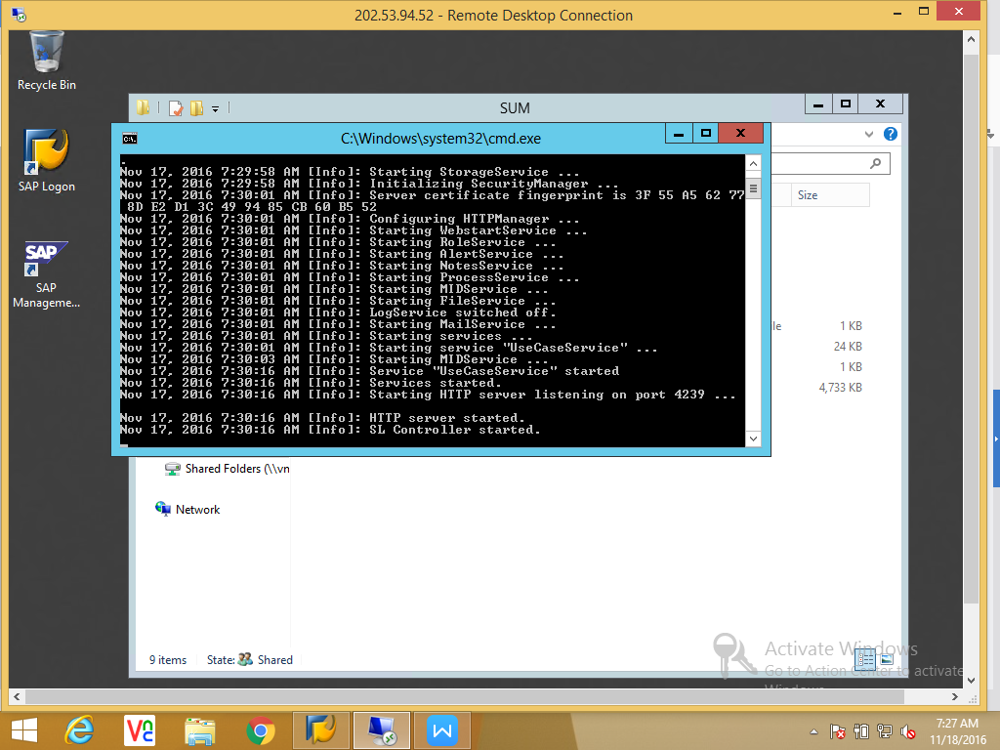 202.53.94.52 - Remote Desktop Connection
Recycle Bin
SAP Logon
SAP
SAP
Manageme...
SUM
C:\Windows\system32\cmd.exe
C:\.
.
Nov 17, 2016 7:29:58 AM [Info]: Starting StorageService ...
Nov 17, 2016 7:29:58 AM [Info]: Initializing SecurityManager ...
Nov 17, 2016 7:30:01 AM [Info]: Server certificate fingerprint is 3F 55 A5 62 77
8D E2 D1 3C 49 94 85 CB 60 B5 52
Nov 17, 2016 7:30:01 AM [Info]: Configuring HTTPManager ...
Nov 17, 2016 7:30:01 AM [Info]: Starting WebstartService ...
Nov 17, 2016 7:30:01 AM [Info]: Starting RoleService ...
Nov 17, 2016 7:30:01 AM [Info]: Starting AlertService ...
Nov 17, 2016 7:30:01 AM [Info]: Starting NotesService ...
Nov 17, 2016 7:30:01 AM [Info]: Starting ProcessService ...
Nov 17, 2016 7:30:01 AM [Info]: Starting MIDService ...
Nov 17, 2016 7:30:01 AM [Info]: Starting FileService ...
Nov 17, 2016 7:30:01 AM [Info]: LogService switched off.
Nov 17, 2016 7:30:01 AM [Info]: Starting MailService ...
Nov 17, 2016 7:30:01 AM [Info]: Starting services ...
Nov 17, 2016 7:30:01 AM [Info]: Starting service "UseCaseService" ...
Nov 17, 2016 7:30:03 AM [Info]: Starting MIDService ...
Nov 17, 2016 7:30:16 AM [Info]: Service "UseCaseService" started
Nov 17, 2016 7:30:16 AM [Info]: Services started.
Nov 17, 2016 7:30:16 AM [Info]: Starting HTTP server listening on port 4239 ...
Nov 17, 2016 7:30:16 AM [Info]: HTTP server started.
Nov 17, 2016 7:30:16 AM [Info]: SL Controller started.
Size
le 1 KB
24 KB
1 KB
4,733 KB
Shared Folders (\\vn
Network
9 items State: Shared
Activate Windows
Go to Action Center to activate
Windows.
7:27 AM
11/18/2016